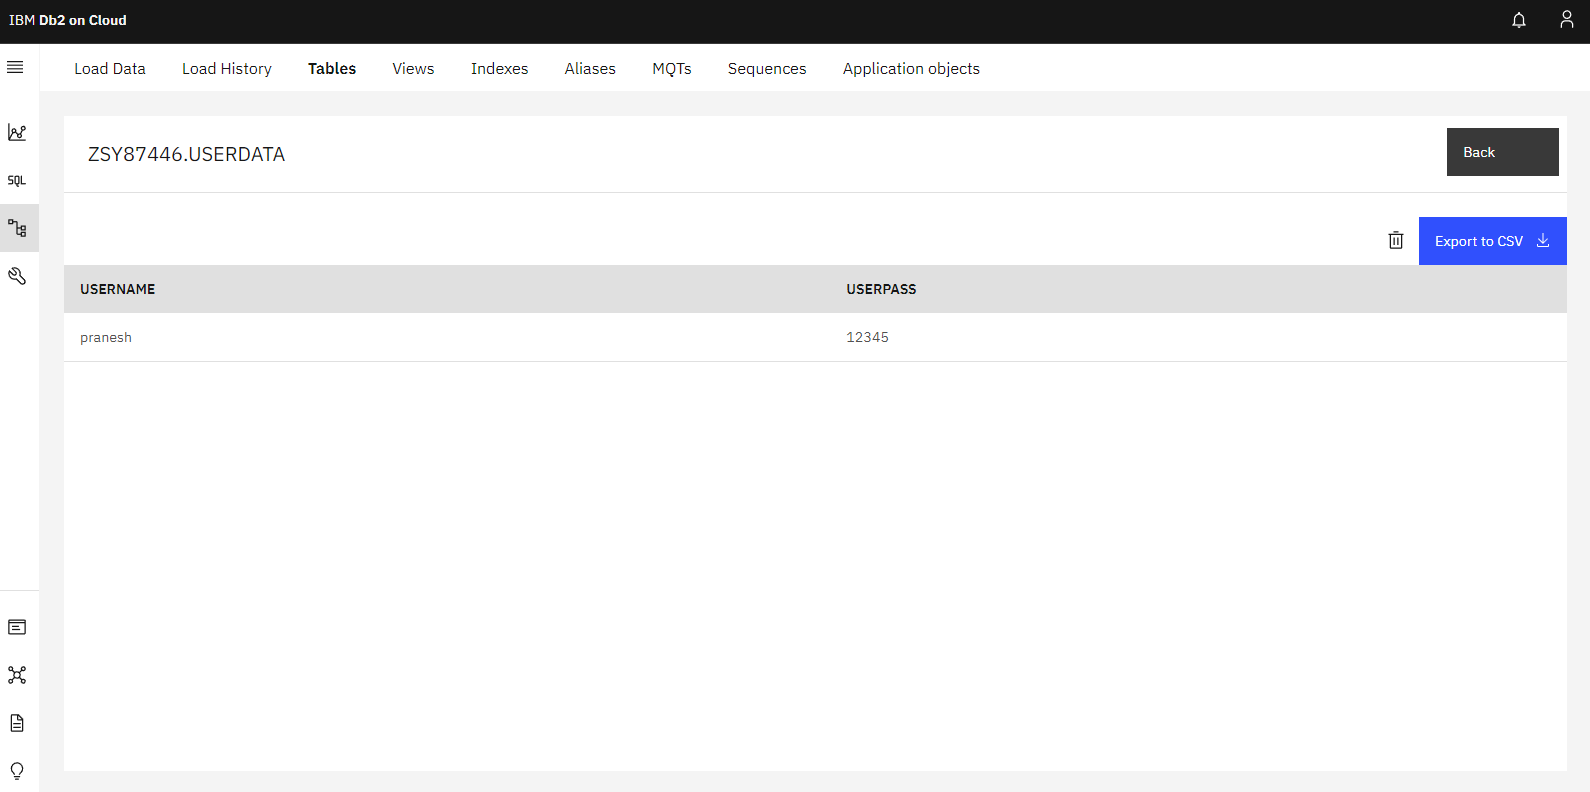 IBM Db2 on Cloud
Load Data Load History Tables Views Indexes Aliases MQTs Sequences Application objects
SQL
ZSY87446.USERDATA
Back
Export to CSV
USERNAME USERPASS
pranesh 12345